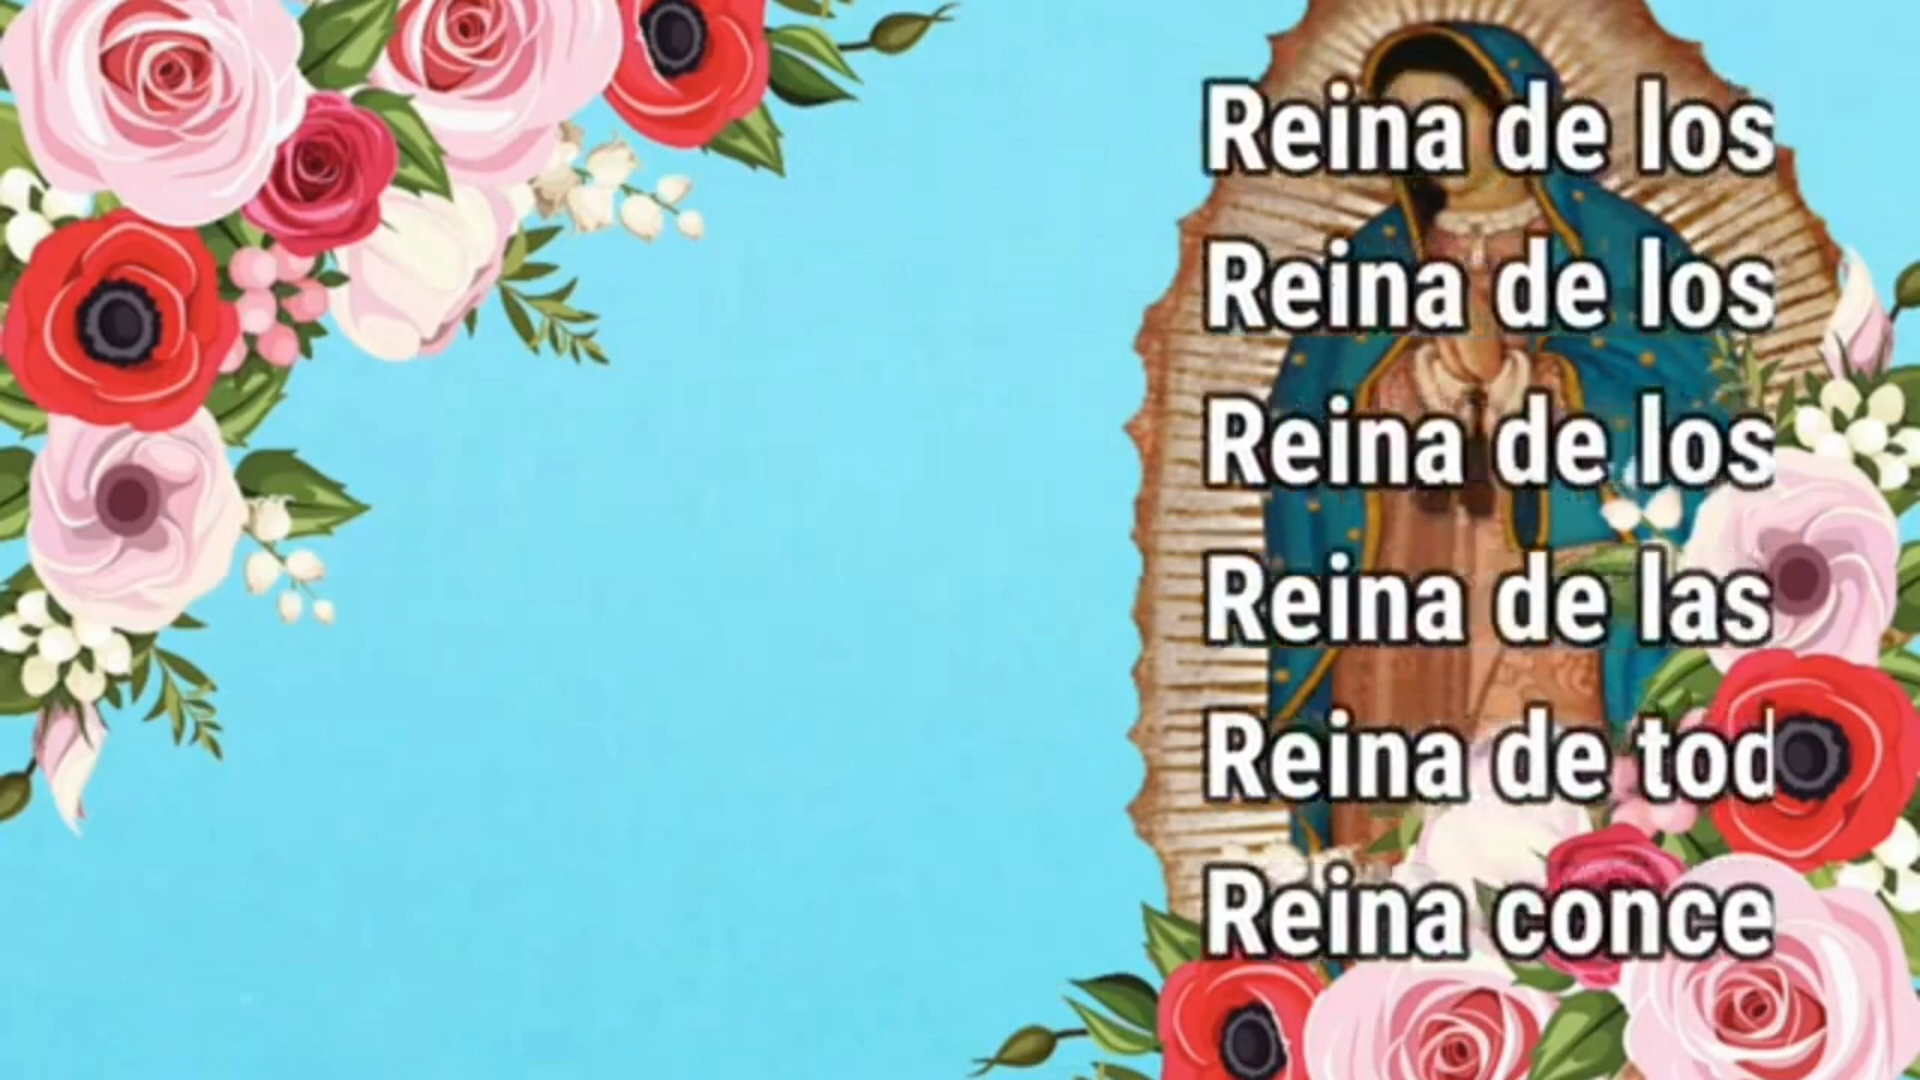 Reina de los
Reina de los
Reina de los
Reina de las
Reina de tod
Reina conce